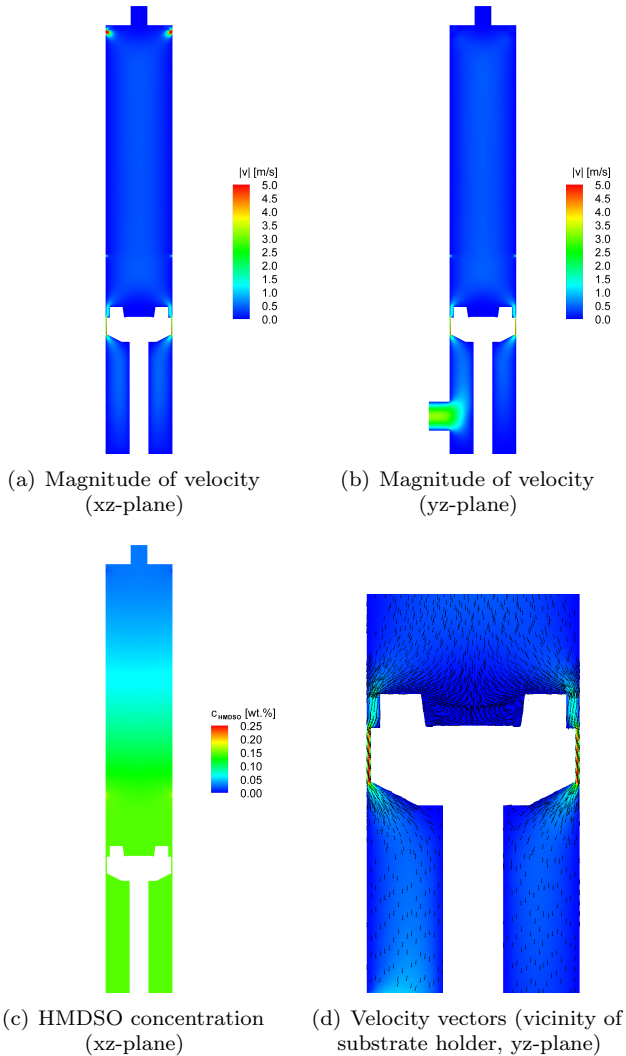 |v| [m/s]
5.0
4.5
4.0
3.5
3.0
2.5
2.0
1.5
1.0
0.5
0.0
|v| [m/s]
5.0
4.5
4.0
3.5
3.0
2.5
2.0
1.5
1.0
0.5
0.0
(a) Magnitude of velocity
(xz-plane)
(b) Magnitude of velocity
(yz-plane)
c_HMDSO [wt.%]
0.25
0.20
0.15
0.10
0.05
0.00
(c) HMDSO concentration
(xz-plane)
(d) Velocity vectors (vicinity of
substrate holder, yz-plane)